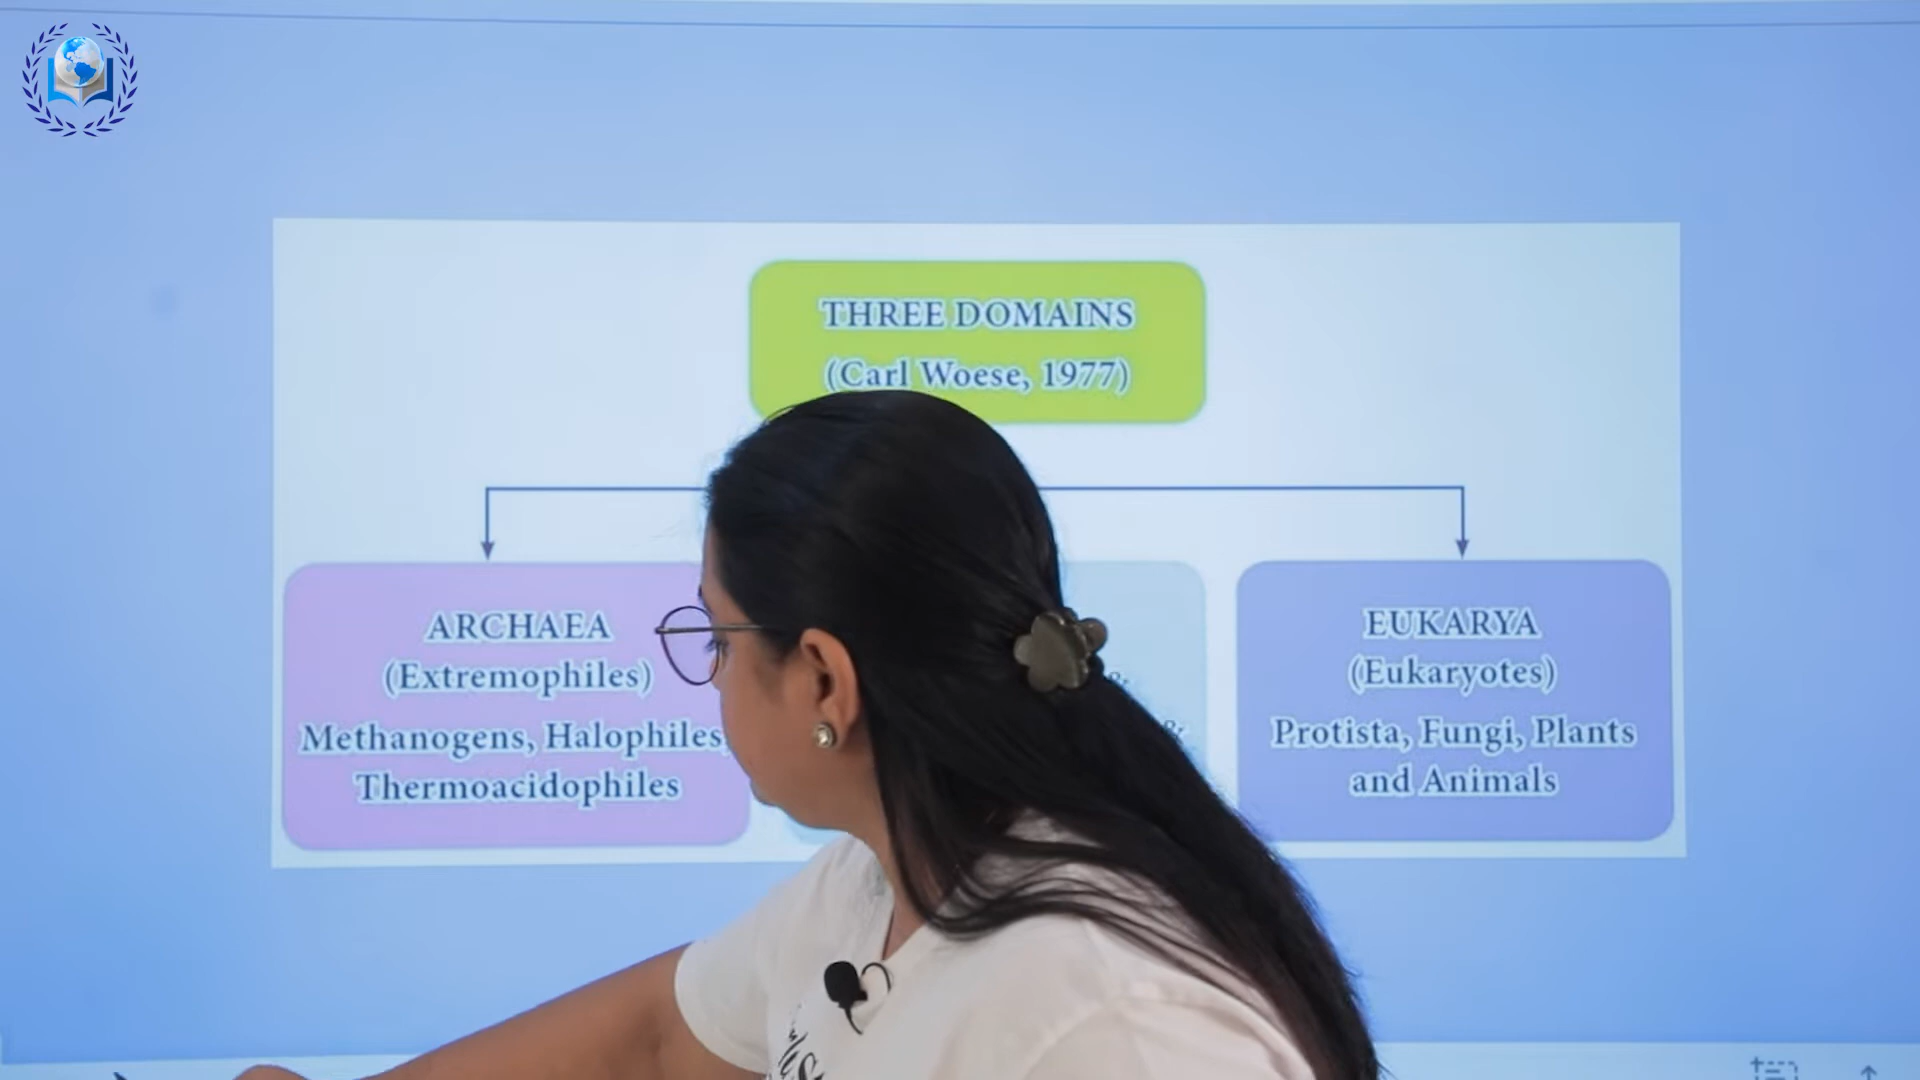 THREE DOMAINS
(Carl Woese, 1977)
ARCHAEA
(Extremophiles)
Methanogens, Halophiles,
Thermoacidophiles
&
&
EUKARYA
(Eukaryotes)
Protista, Fungi, Plants
and Animals